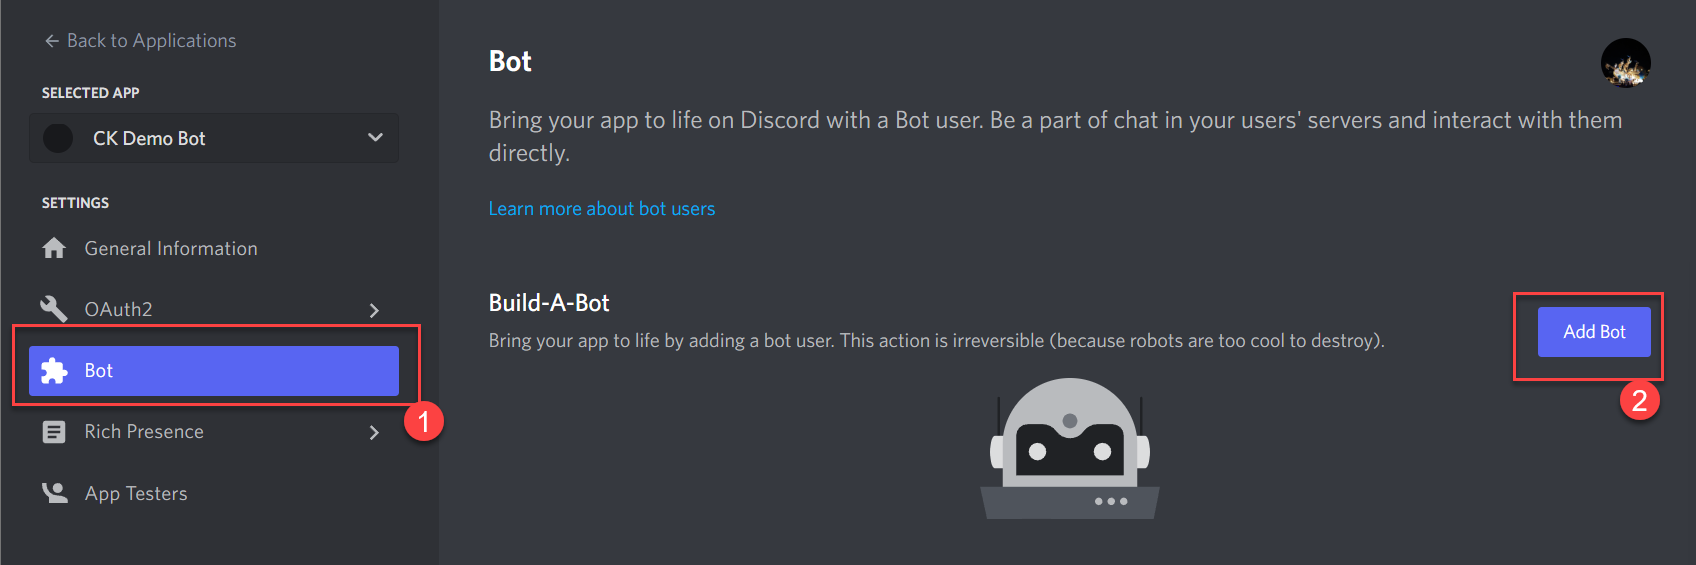 Back to Applications
SELECTED APP
CK Demo Bot
SETTINGS
General Information
OAuth2
Bot
1
Rich Presence
App Testers
Bot
Bring your app to life on Discord with a Bot user. Be a part of chat in your users' servers and interact with them
directly.
Learn more about bot users
Build-A-Bot
Bring your app to life by adding a bot user. This action is irreversible (because robots are too cool to destroy).
Add Bot
2